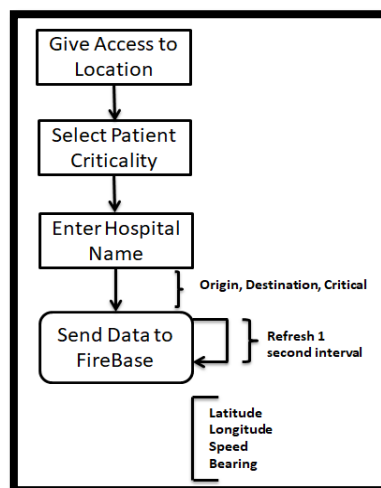 Give Access to
Location
Select Patient
Criticality
Enter Hospital
Name
Origin, Destination, Critical
Send Data to
FireBase
Refresh 1
second interval
Latitude
Longitude
Speed
Bearing